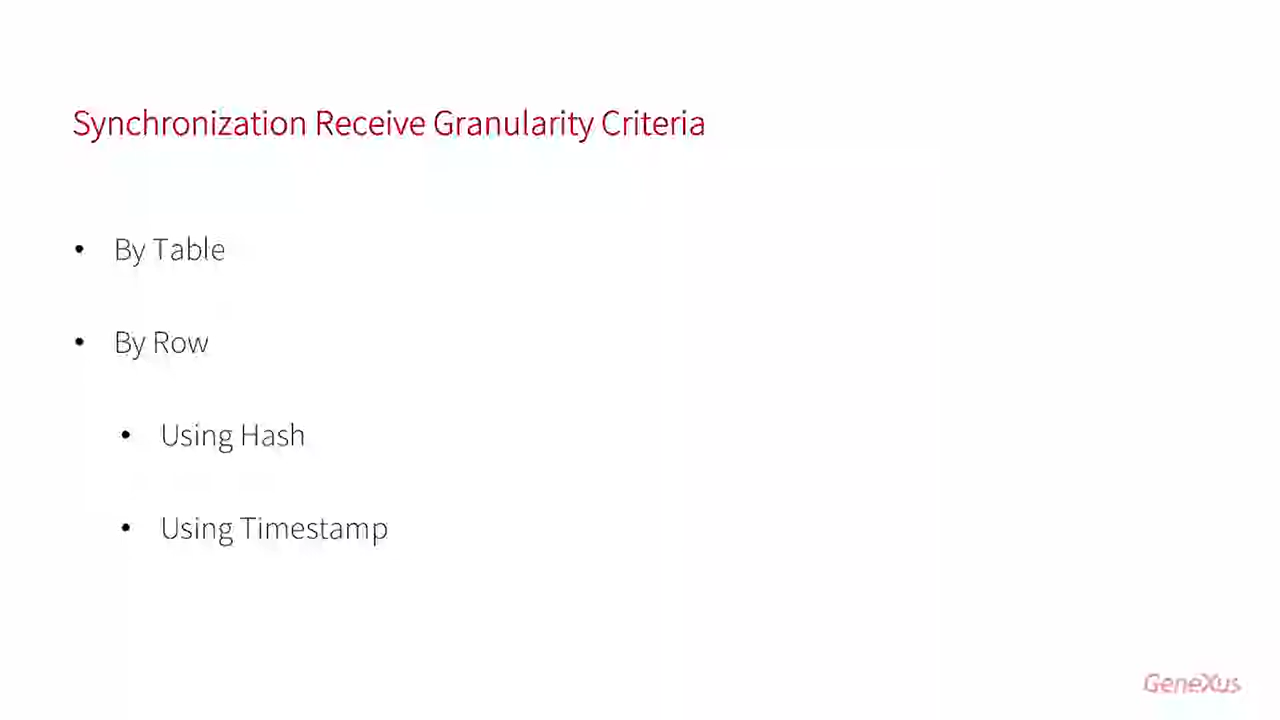 Synchronization Receive Granularity Criteria
• By Table
• By Row
• Using Hash
• Using Timestamp
GeneXus